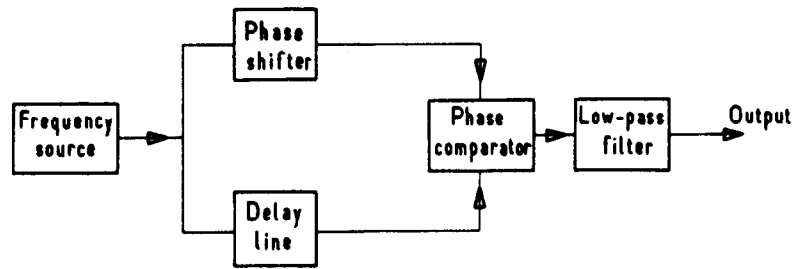 Phase
shifter
Frequency
source
Phase
comparator
Low-pass
filter
Output
Delay
line